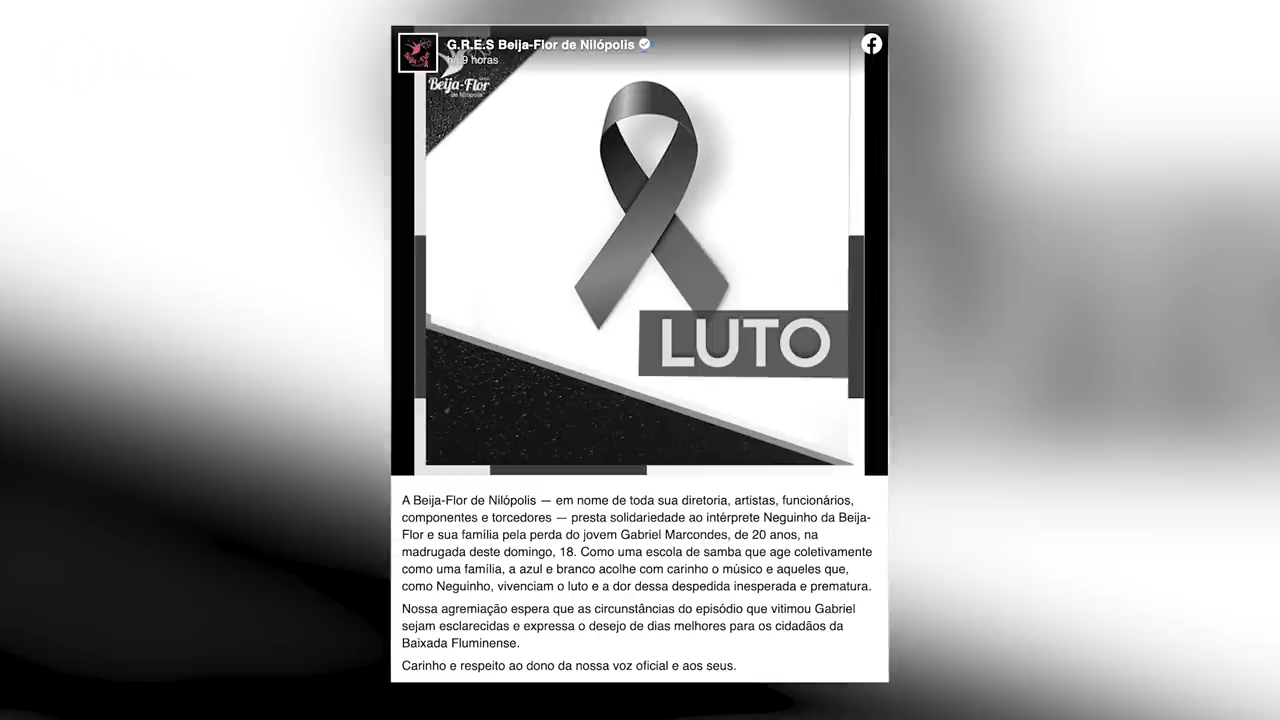 G.R.E.S Beija-Flor de Nilópolis
há 9 horas
Beija-Flor
de Nilópolis
LUTO
A Beija-Flor de Nilópolis — em nome de toda sua diretoria, artistas, funcionários,
componentes e torcedores — presta solidariedade ao intérprete Neguinho da Beija-
Flor e sua família pela perda do jovem Gabriel Marcondes, de 20 anos, na
madrugada deste domingo, 18. Como uma escola de samba que age coletivamente
como uma família, a azul e branco acolhe com carinho o músico e aqueles que,
como Neguinho, vivenciam o luto e a dor dessa despedida inesperada e prematura.
Nossa agremiação espera que as circunstâncias do episódio que vitimou Gabriel
sejam esclarecidas e expressa o desejo de dias melhores para os cidadãos da
Baixada Fluminense.
Carinho e respeito ao dono da nossa voz oficial e aos seus.